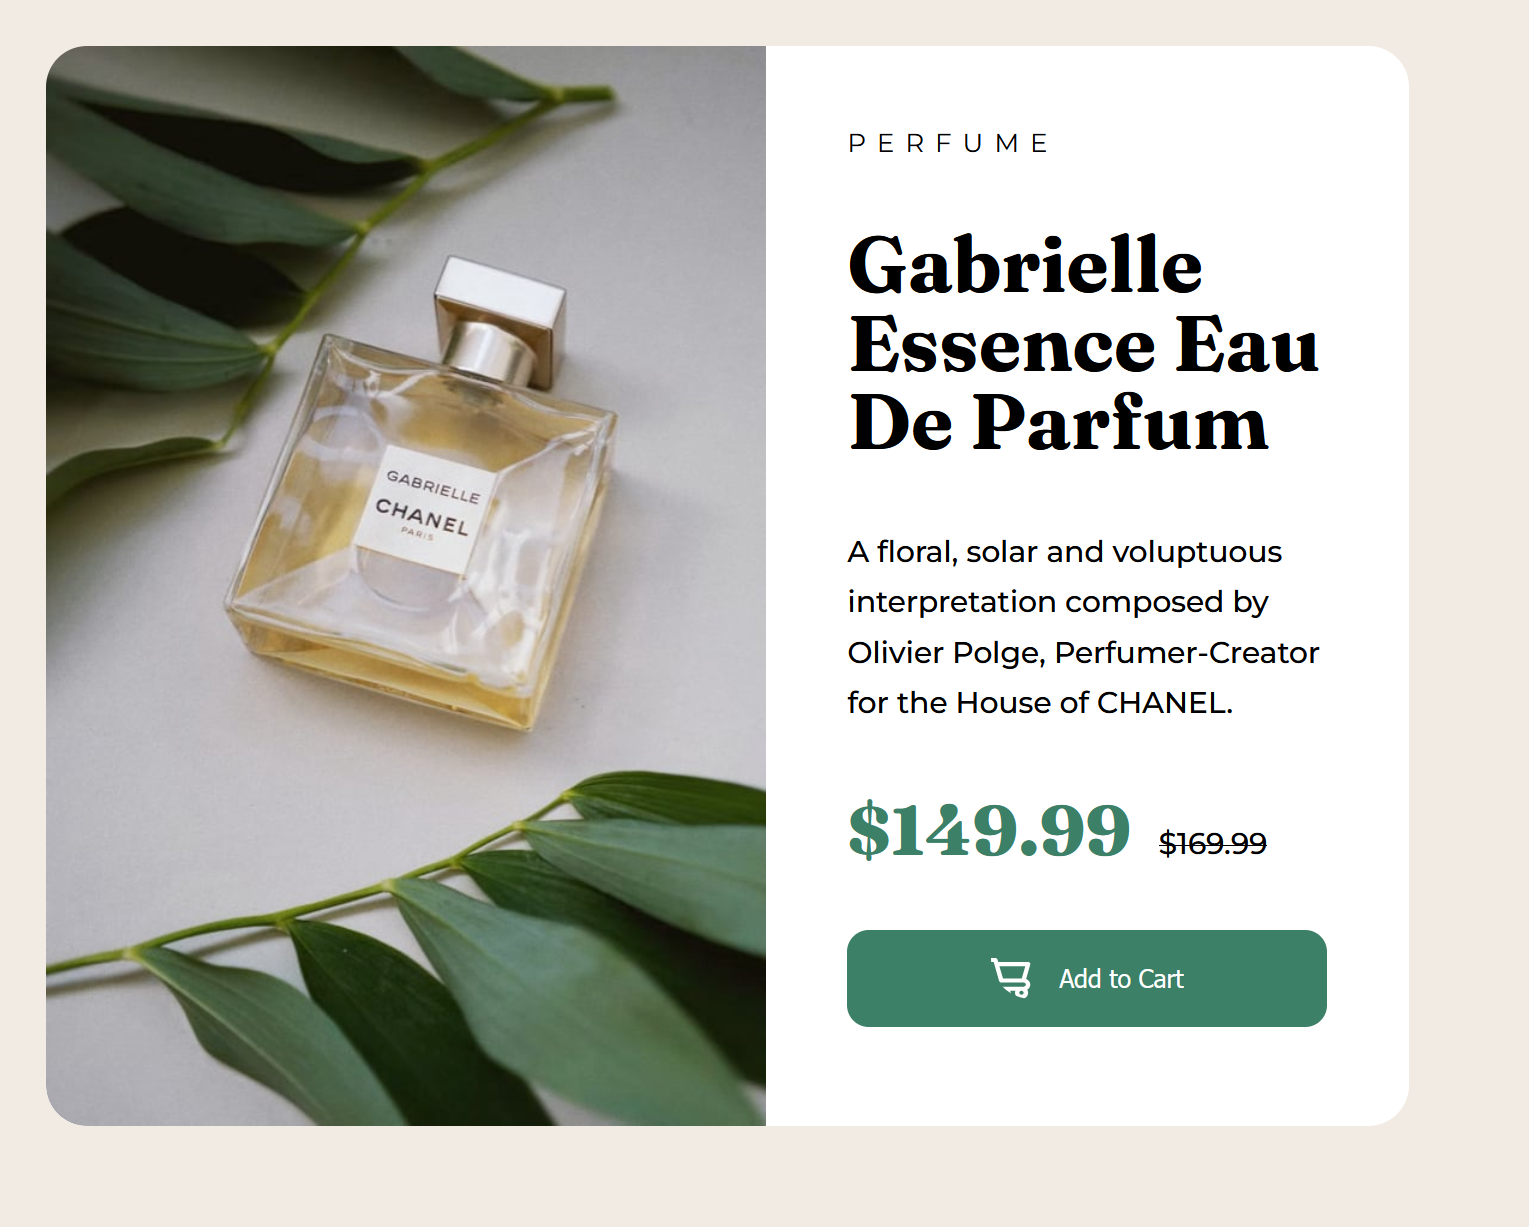 GABRIELLE
CHANEL
PARIS
PERFUME
Gabrielle
Essence Eau
De Parfum
A floral, solar and voluptuous
interpretation composed by
Olivier Polge, Perfumer-Creator
for the House of CHANEL.
$149.99 $169.99
Add to Cart